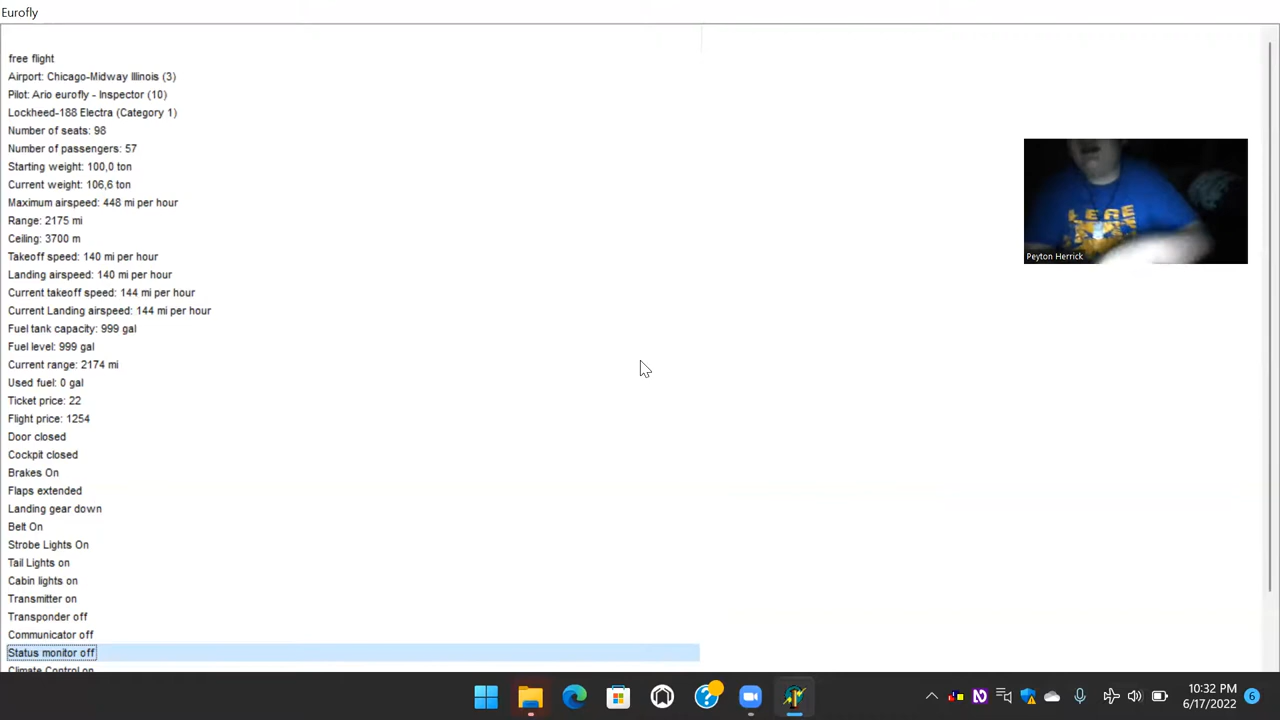 Eurofly
free flight
Airport: Chicago-Midway Illinois (3)
Pilot: Ario eurofly - Inspector (10)
Lockheed-188 Electra (Category 1)
Number of seats: 98
Number of passengers: 57
Starting weight: 100,0 ton
Current weight: 106,6 ton
Maximum airspeed: 448 mi per hour
Range: 2175 mi
Ceiling: 3700 m
Takeoff speed: 140 mi per hour
Landing airspeed: 140 mi per hour
Current takeoff speed: 144 mi per hour
Current Landing airspeed: 144 mi per hour
Fuel tank capacity: 999 gal
Fuel level: 999 gal
Current range: 2174 mi
Used fuel: 0 gal
Ticket price: 22
Flight price: 1254
Door closed
Cockpit closed
Brakes On
Flaps extended
Landing gear down
Belt On
Strobe Lights On
Tail Lights on
Cabin lights on
Transmitter on
Transponder off
Communicator off
Status monitor off
Climate Control on
Peyton Herrick
10:32 PM
6/17/2022
6